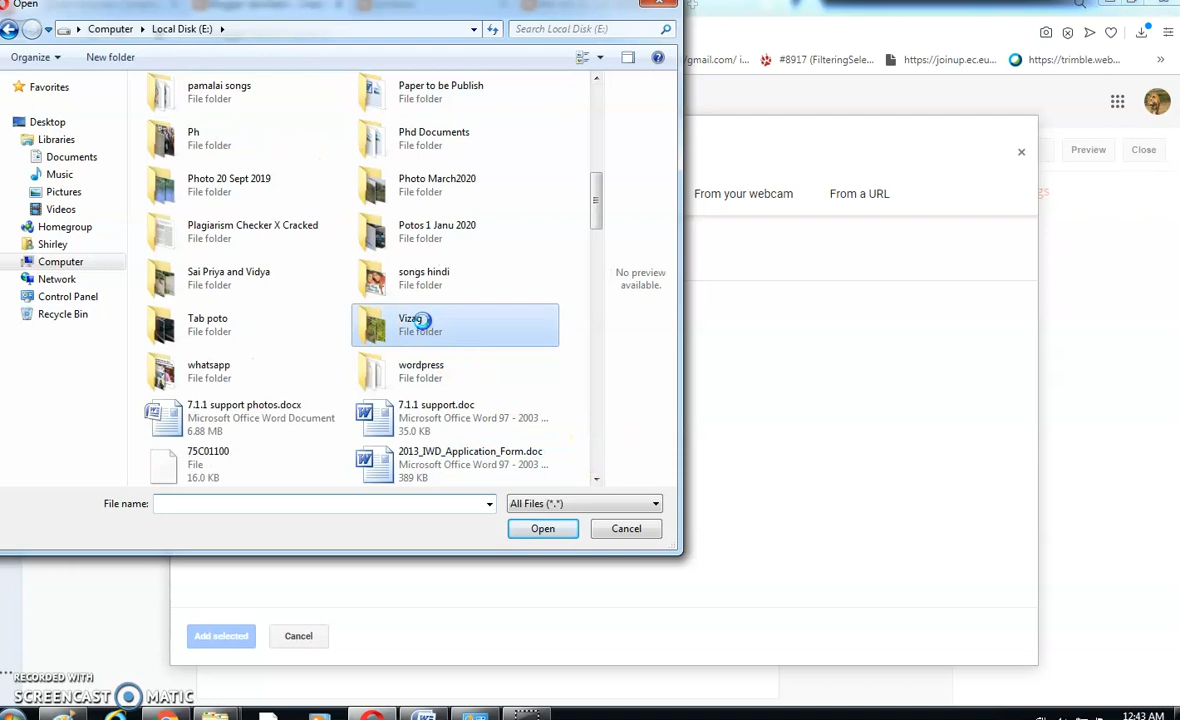 Open
Computer
Local Disk (E:)
Search Local Disk (E:)
gmail.com/ i...
#8917 (FilteringSele...
https://joinup.ec.eu...
https://trimble.web...
»
Organize
New folder
Favorites
Desktop
Libraries
Documents
Music
Pictures
Videos
Homegroup
Shirley
Computer
Network
Control Panel
Recycle Bin
pamalai songs
File folder
Paper to be Publish
File folder
Ph
File folder
Phd Documents
File folder
Photo 20 Sept 2019
File folder
Photo March2020
File folder
Plagiarism Checker X Cracked
File folder
Potos 1 Janu 2020
File folder
Sai Priya and Vidya
File folder
songs hindi
File folder
Tab poto
File folder
Vizag
File folder
whatsapp
File folder
wordpress
File folder
7.1.1 support photos.docx
Microsoft Office Word Document
6.88 MB
7.1.1 support.doc
Microsoft Office Word 97 - 2003 ...
35.0 KB
75C01100
File
16.0 KB
2013_IWD_Application_Form.doc
Microsoft Office Word 97 - 2003 ...
389 KB
No preview
available.
File name:
All Files (*.*)
Open
Cancel
Preview
Close
×
From your webcam
From a URL
gs
Add selected
Cancel
RECORDED WITH
SCREENCAST MATIC
12:43 AM